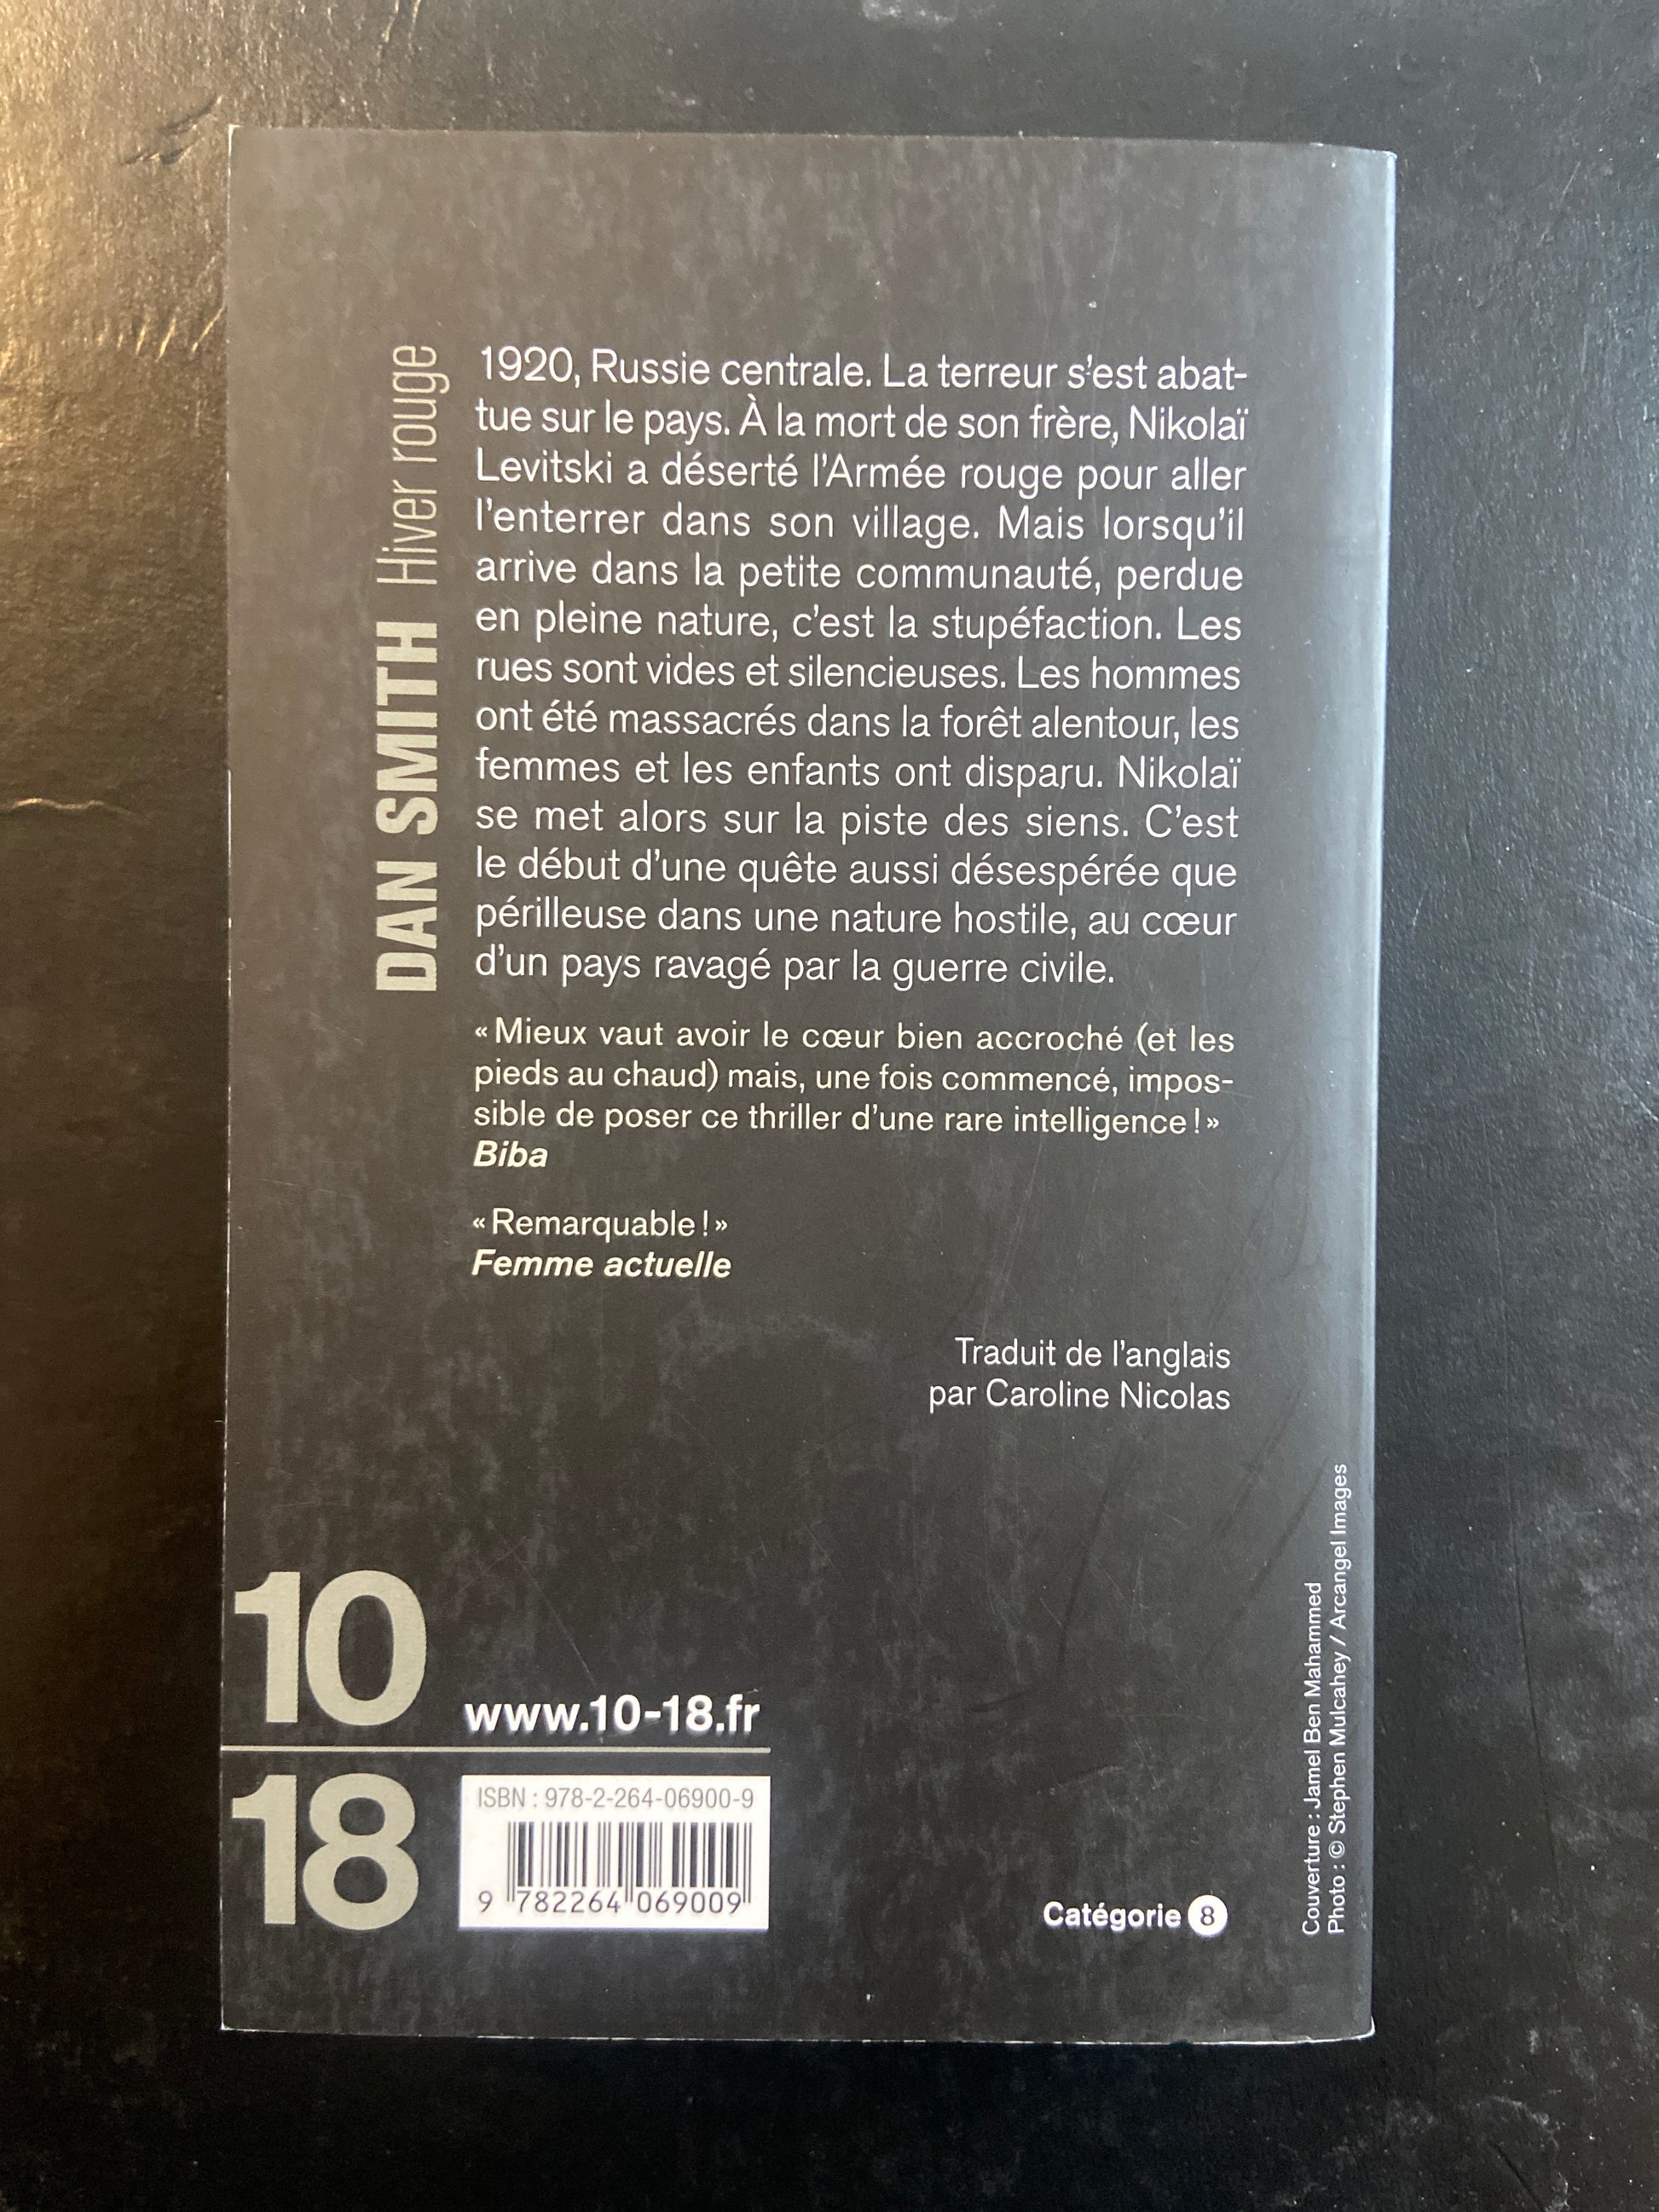 DAN SMITH Hiver rouge
1920, Russie centrale. La terreur s'est abat-
tue sur le pays. À la mort de son frère, Nikolaï
Levitski a déserté l'Armée rouge pour aller
l'enterrer dans son village. Mais lorsqu'il
arrive dans la petite communauté, perdue
en pleine nature, c'est la stupéfaction. Les
rues sont vides et silencieuses. Les hommes
ont été massacrés dans la forêt alentour, les
femmes et les enfants ont disparu. Nikolaï
se met alors sur la piste des siens. C'est
le début d'une quête aussi désespérée que
périlleuse dans une nature hostile, au cœur
d'un pays ravagé par la guerre civile.
« Mieux vaut avoir le cœur bien accroché (et les
pieds au chaud) mais, une fois commencé, impos-
sible de poser ce thriller d'une rare intelligence ! »
Biba
« Remarquable ! »
Femme actuelle
Traduit de l'anglais
par Caroline Nicolas
10
18
www.10-18.fr
ISBN : 978-2-264-06900-9
9 782264 069009
Catégorie 8
Couverture : Jamel Ben Mahammed
Photo : © Stephen Mulcahey / Arcangel Images